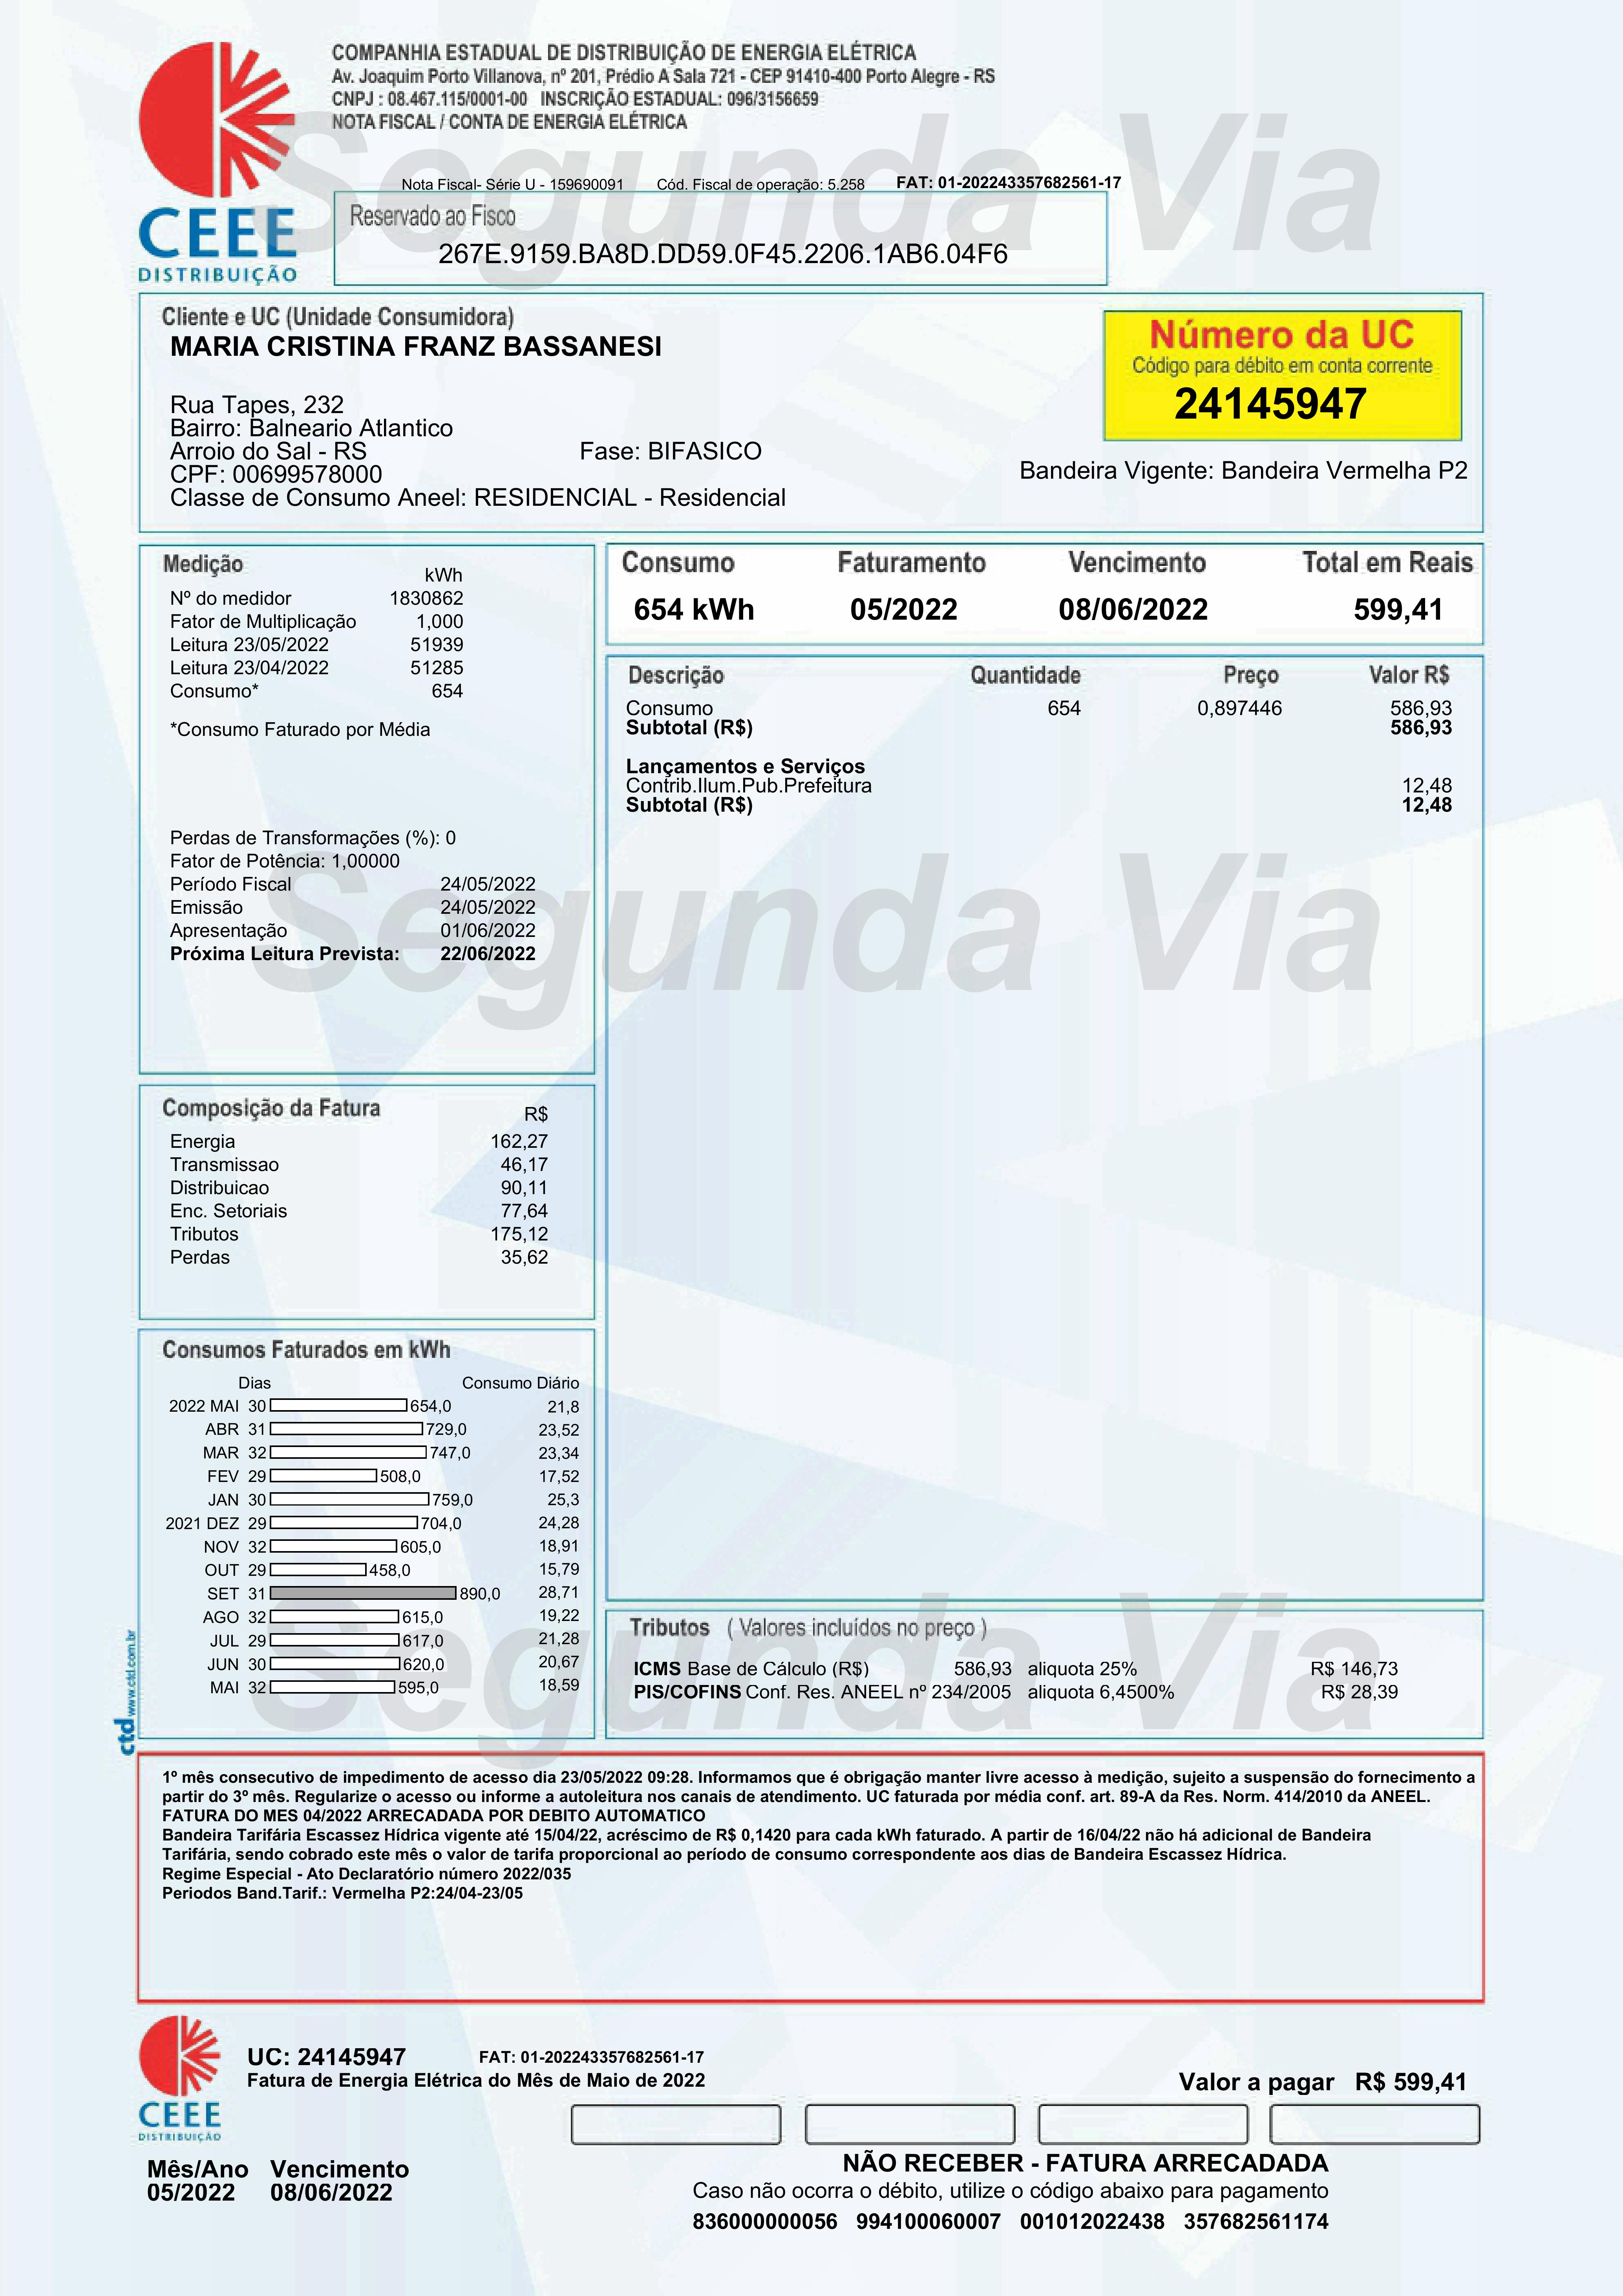 COMPANHIA ESTADUAL DE DISTRIBUIÇÃO DE ENERGIA ELÉTRICA
Av. Joaquim Porto Villanova, nº 201, Prédio A Sala 721 - CEP 91410-400 Porto Alegre - RS
CNPJ : 08.467.115/0001-00 INSCRIÇÃO ESTADUAL: 096/3156659
NOTA FISCAL / CONTA DE ENERGIA ELÉTRICA
Segunda Via
Nota Fiscal- Série U - 159690091 Cód. Fiscal de operação: 5.258 FAT: 01-202243357682561-17
Reservado ao Fisco
267E.9159.BA8D.DD59.0F45.2206.1AB6.04F6
CEEE
DISTRIBUIÇÃO
Cliente e UC (Unidade Consumidora)
MARIA CRISTINA FRANZ BASSANESI
Número da UC
Código para débito em conta corrente
24145947
Rua Tapes, 232
Bairro: Balneario Atlantico
Arroio do Sal - RS Fase: BIFASICO
CPF: 00699578000 Bandeira Vigente: Bandeira Vermelha P2
Classe de Consumo Aneel: RESIDENCIAL - Residencial
Medição
kWh
Nº do medidor 1830862
Fator de Multiplicação 1,000
Leitura 23/05/2022 51939
Leitura 23/04/2022 51285
Consumo* 654
*Consumo Faturado por Média
Perdas de Transformações (%): 0
Fator de Potência: 1,00000
Período Fiscal 24/05/2022
Emissão 24/05/2022
Apresentação 01/06/2022
Próxima Leitura Prevista: 22/06/2022
Consumo Faturamento Vencimento Total em Reais
654 kWh 05/2022 08/06/2022 599,41
Descrição Quantidade Preço Valor R$
Consumo 654 0,897446 586,93
Subtotal (R$) 586,93
Lançamentos e Serviços
Contrib.Ilum.Pub.Prefeitura 12,48
Subtotal (R$) 12,48
Segunda Via
Composição da Fatura R$
Energia 162,27
Transmissao 46,17
Distribuicao 90,11
Enc. Setoriais 77,64
Tributos 175,12
Perdas 35,62
Consumos Faturados em kWh
Dias Consumo Diário
2022 MAI 30 654,0 21,8
ABR 31 729,0 23,52
MAR 32 747,0 23,34
FEV 29 508,0 17,52
JAN 30 759,0 25,3
2021 DEZ 29 704,0 24,28
NOV 32 605,0 18,91
OUT 29 458,0 15,79
SET 31 890,0 28,71
AGO 32 615,0 19,22
JUL 29 617,0 21,28
JUN 30 620,0 20,67
MAI 32 595,0 18,59
Segunda Via
ctd www.ctd.com.br
Tributos ( Valores incluídos no preço )
ICMS Base de Cálculo (R$) 586,93 aliquota 25% R$ 146,73
PIS/COFINS Conf. Res. ANEEL nº 234/2005 aliquota 6,4500% R$ 28,39
1º mês consecutivo de impedimento de acesso dia 23/05/2022 09:28. Informamos que é obrigação manter livre acesso à medição, sujeito a suspensão do fornecimento a
partir do 3º mês. Regularize o acesso ou informe a autoleitura nos canais de atendimento. UC faturada por média conf. art. 89-A da Res. Norm. 414/2010 da ANEEL.
FATURA DO MES 04/2022 ARRECADADA POR DEBITO AUTOMATICO
Bandeira Tarifária Escassez Hídrica vigente até 15/04/22, acréscimo de R$ 0,1420 para cada kWh faturado. A partir de 16/04/22 não há adicional de Bandeira
Tarifária, sendo cobrado este mês o valor de tarifa proporcional ao período de consumo correspondente aos dias de Bandeira Escassez Hídrica.
Regime Especial - Ato Declaratório número 2022/035
Periodos Band.Tarif.: Vermelha P2:24/04-23/05
CEEE
DISTRIBUIÇÃO
UC: 24145947 FAT: 01-202243357682561-17
Fatura de Energia Elétrica do Mês de Maio de 2022 Valor a pagar R$ 599,41
Mês/Ano Vencimento
05/2022 08/06/2022
NÃO RECEBER - FATURA ARRECADADA
Caso não ocorra o débito, utilize o código abaixo para pagamento
836000000056 994100060007 001012022438 357682561174